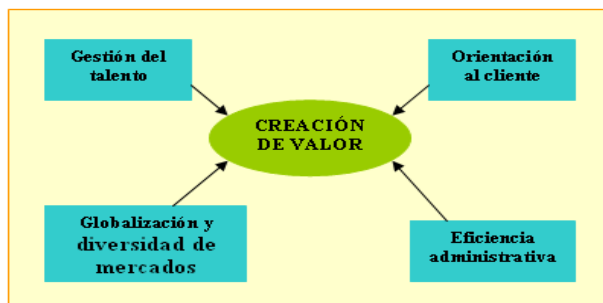 Gestión del
talento
Orientación
al cliente
CREACIÓN
DE VALOR
Globalización y
diversidad de
mercados
Eficiencia
administrativa